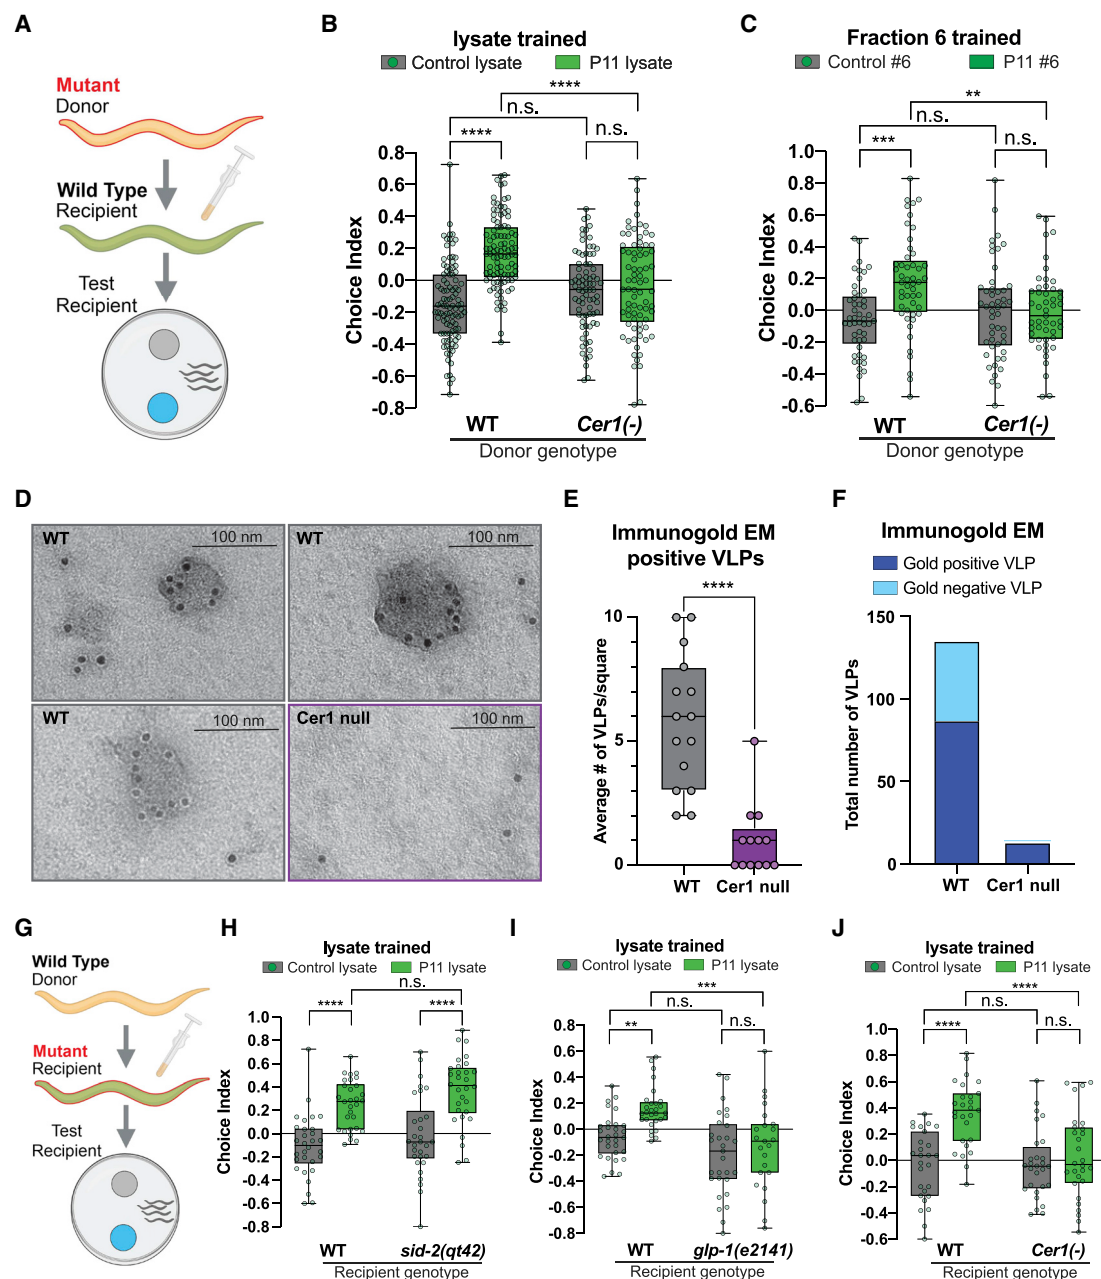 A
Mutant
Donor
Wild Type
Recipient
Test
Recipient
B
lysate trained
Control lysate P11 lysate
****
n.s.
****
n.s.
Choice Index
0.8
0.6
0.4
0.2
0.0
-0.2
-0.4
-0.6
-0.8
WT Cer1(-)
Donor genotype
C
Fraction 6 trained
Control #6 P11 #6
**
n.s.
***
n.s.
Choice Index
1.0
0.8
0.6
0.4
0.2
0.0
-0.2
-0.4
-0.6
WT Cer1(-)
Donor genotype
D
WT
100 nm
WT
100 nm
WT
100 nm
Cer1 null
100 nm
E
Immunogold EM
positive VLPs
****
Average # of VLPs/square
10
5
0
WT Cer1 null
F
Immunogold EM
Gold positive VLP
Gold negative VLP
Total number of VLPs
150
100
50
0
WT Cer1 null
G
Wild Type
Donor
Mutant
Recipient
Test
Recipient
H
lysate trained
Control lysate P11 lysate
n.s.
**** ****
Choice Index
1.0
0.8
0.6
0.4
0.2
0.0
-0.2
-0.4
-0.6
-0.8
WT sid-2(qt42)
Recipient genotype
I
lysate trained
Control lysate P11 lysate
***
n.s.
**
n.s.
Choice Index
0.8
0.6
0.4
0.2
0.0
-0.2
-0.4
-0.6
-0.8
WT glp-1(e2141)
Recipient genotype
J
lysate trained
Control lysate P11 lysate
****
n.s.
****
n.s.
Choice Index
1.0
0.8
0.6
0.4
0.2
0.0
-0.2
-0.4
-0.6
WT Cer1(-)
Recipient genotype